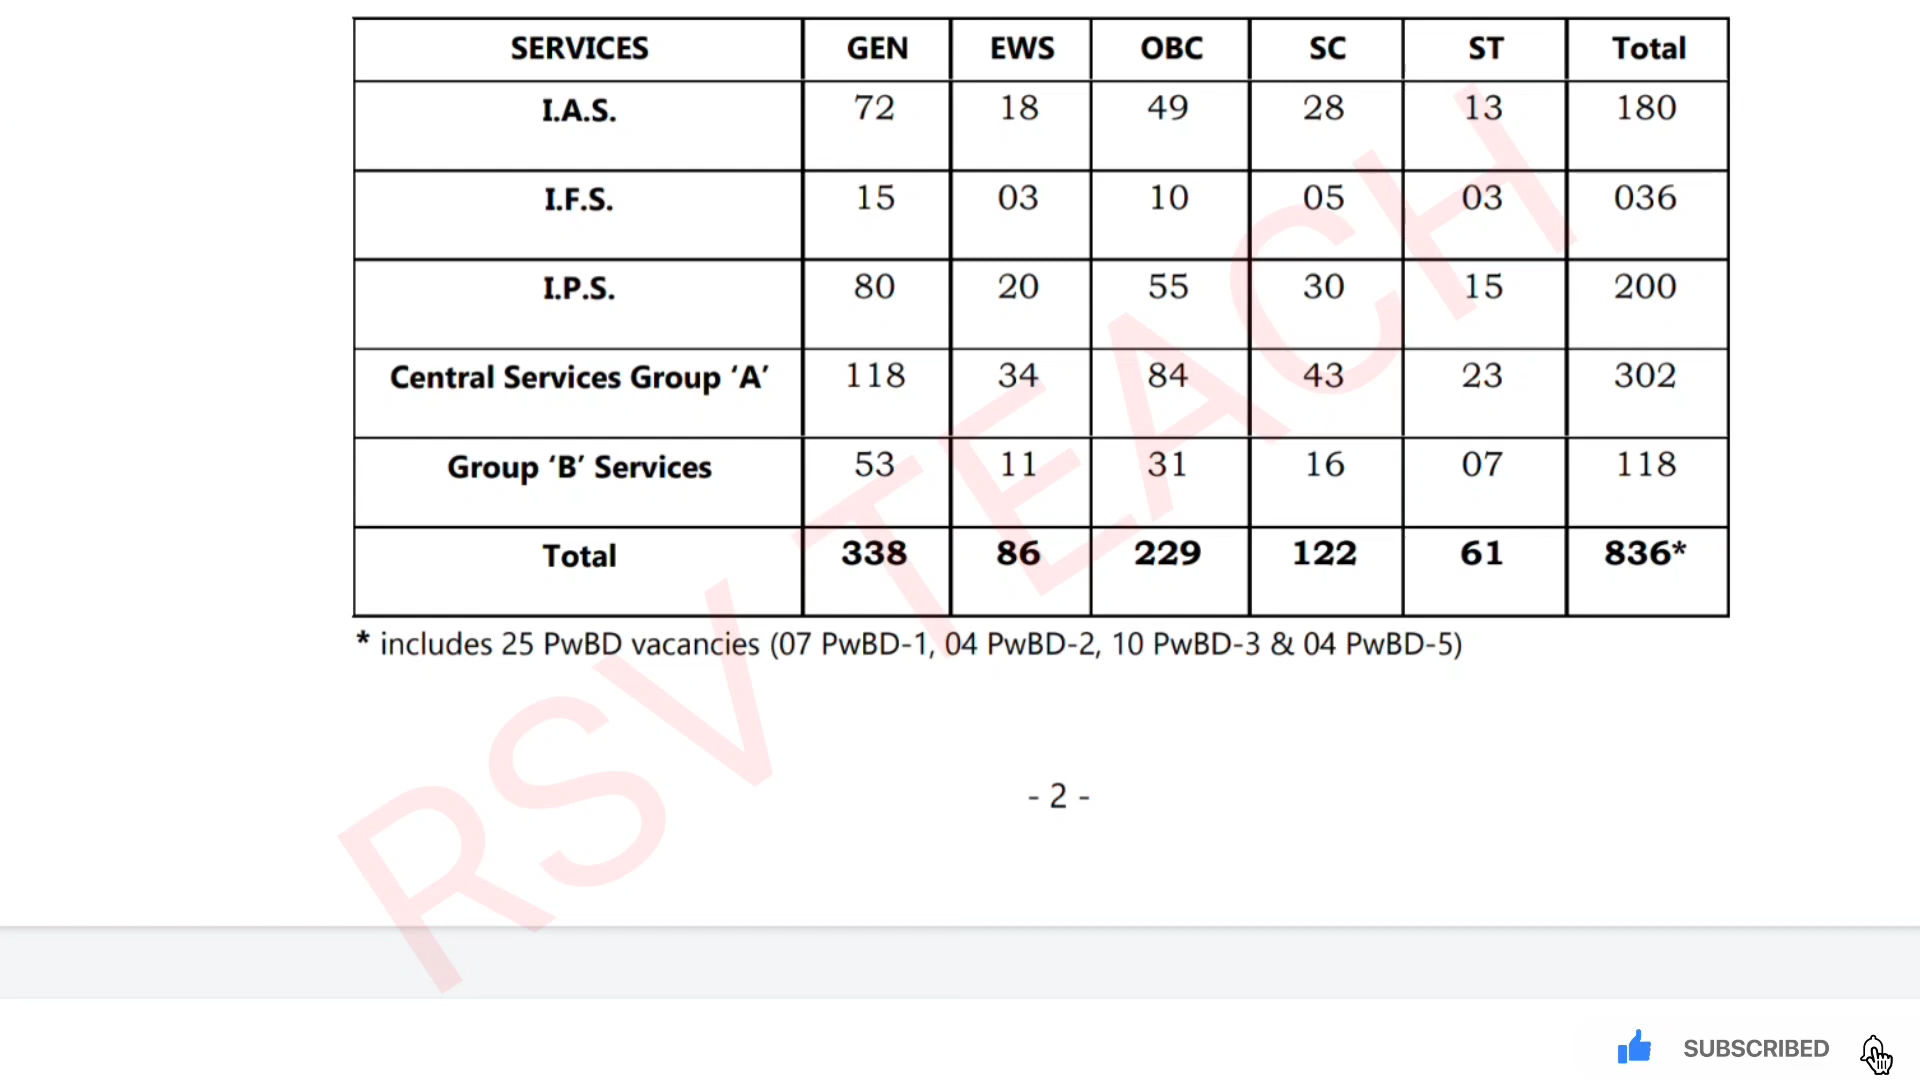 SERVICES GEN EWS OBC SC ST Total
I.A.S. 72 18 49 28 13 180
I.F.S. 15 03 10 05 03 036
I.P.S. 80 20 55 30 15 200
Central Services Group ‘A’ 118 34 84 43 23 302
Group ‘B’ Services 53 11 31 16 07 118
Total 338 86 229 122 61 836*
* includes 25 PwBD vacancies (07 PwBD-1, 04 PwBD-2, 10 PwBD-3 & 04 PwBD-5)
RSV TEACH
- 2 -
SUBSCRIBED